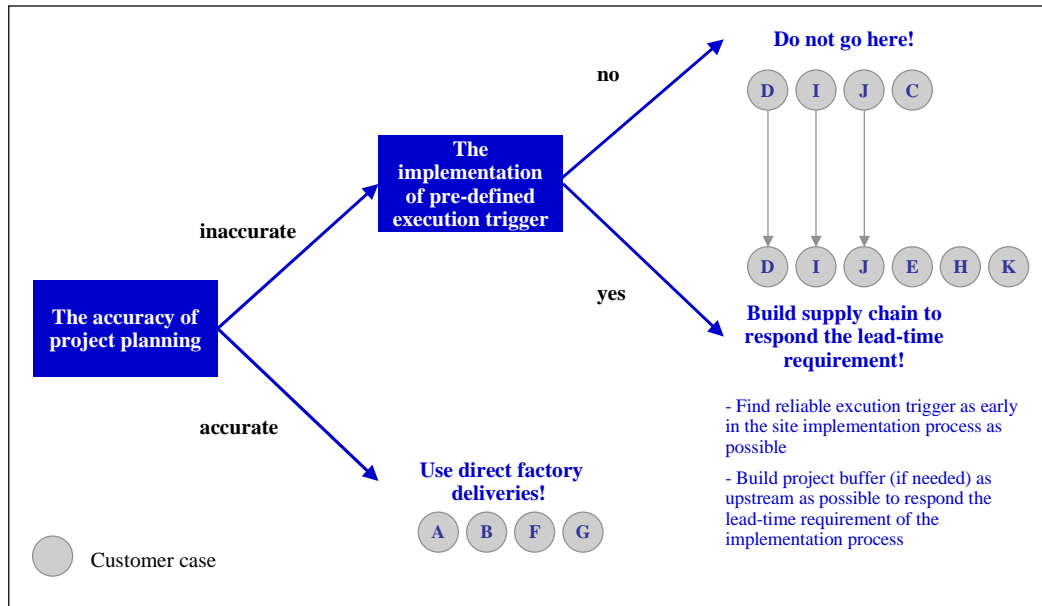 Do not go here!
D I J C
no
The
implementation
of pre-defined
execution trigger
inaccurate
D I J E H K
yes
The accuracy of
project planning
Build supply chain to
respond the lead-time
requirement!
- Find reliable excution trigger as early
in the site implementation process as
possible
accurate
Use direct factory
deliveries!
- Build project buffer (if needed) as
upstream as possible to respond the
lead-time requirement of the
implementation process
A B F G
Customer case